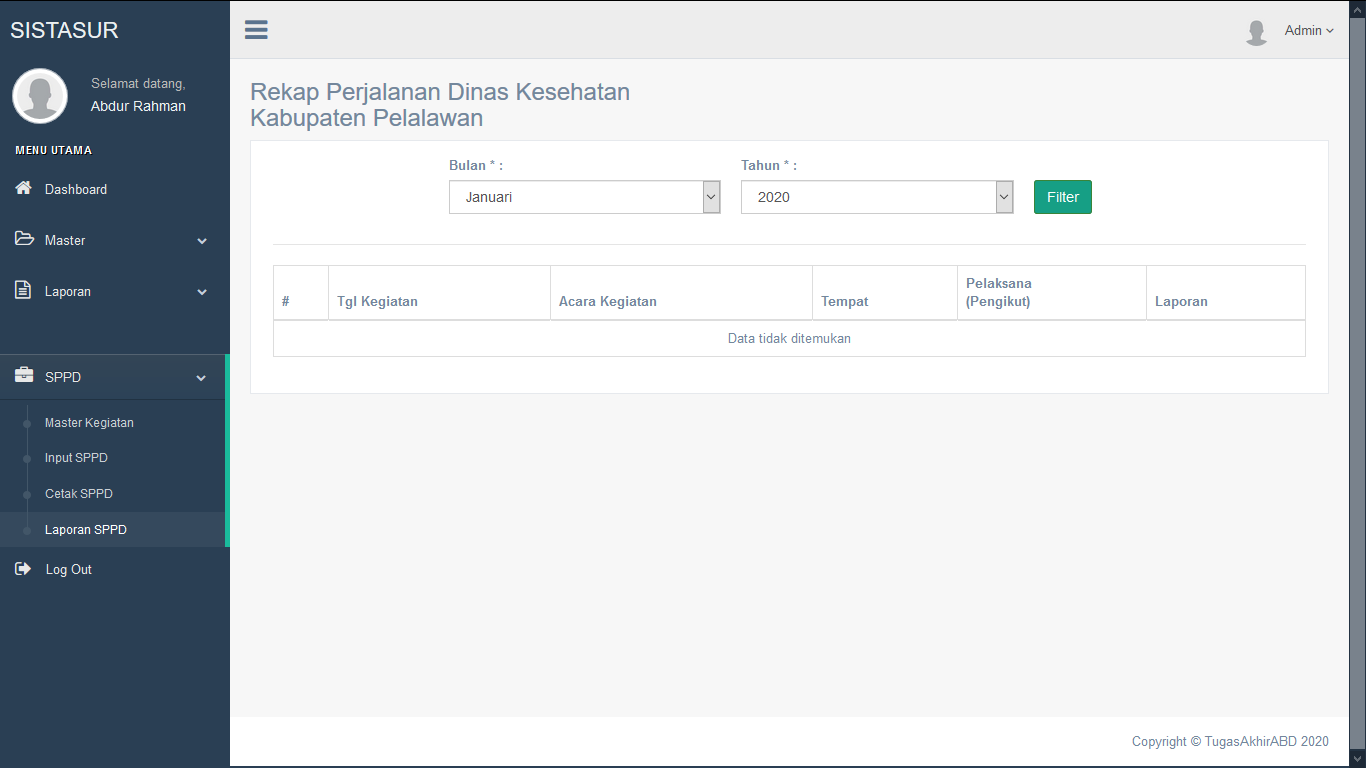 SISTASUR
Selamat datang,
Abdur Rahman
MENU UTAMA
Dashboard
Master
Laporan
SPPD
Master Kegiatan
Input SPPD
Cetak SPPD
Laporan SPPD
Log Out
Admin
Rekap Perjalanan Dinas Kesehatan
Kabupaten Pelalawan
Bulan * :
Tahun * :
Januari
2020
Filter
# Tgl Kegiatan Acara Kegiatan Tempat Pelaksana (Pengikut) Laporan
Data tidak ditemukan
Copyright © TugasAkhirABD 2020